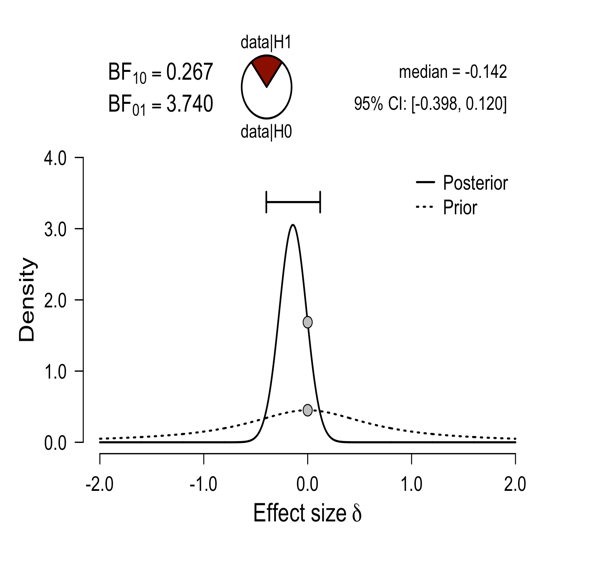 data|H1
BF10 = 0.267
BF01 = 3.740
data|H0
median = -0.142
95% CI: [-0.398, 0.120]
Posterior
Prior
4.0
3.0
2.0
1.0
0.0
Density
-2.0 -1.0 0.0 1.0 2.0
Effect size δ